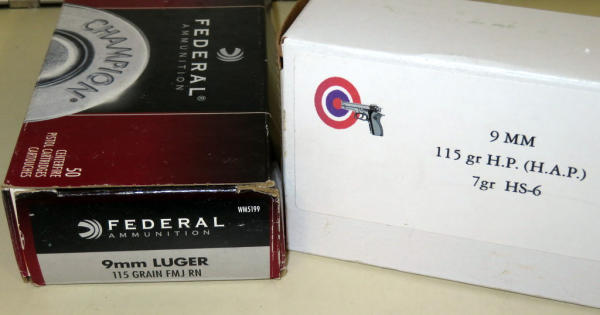 CHAMPION
FEDERAL®
AMMUNITION
50
CENTERFIRE
PISTOL CARTRIDGES
CARTOUCHES
WM5199
FEDERAL
AMMUNITION
9mm LUGER
115 GRAIN FMJ RN
9 MM
115 gr H.P. (H.A.P.)
7gr HS-6